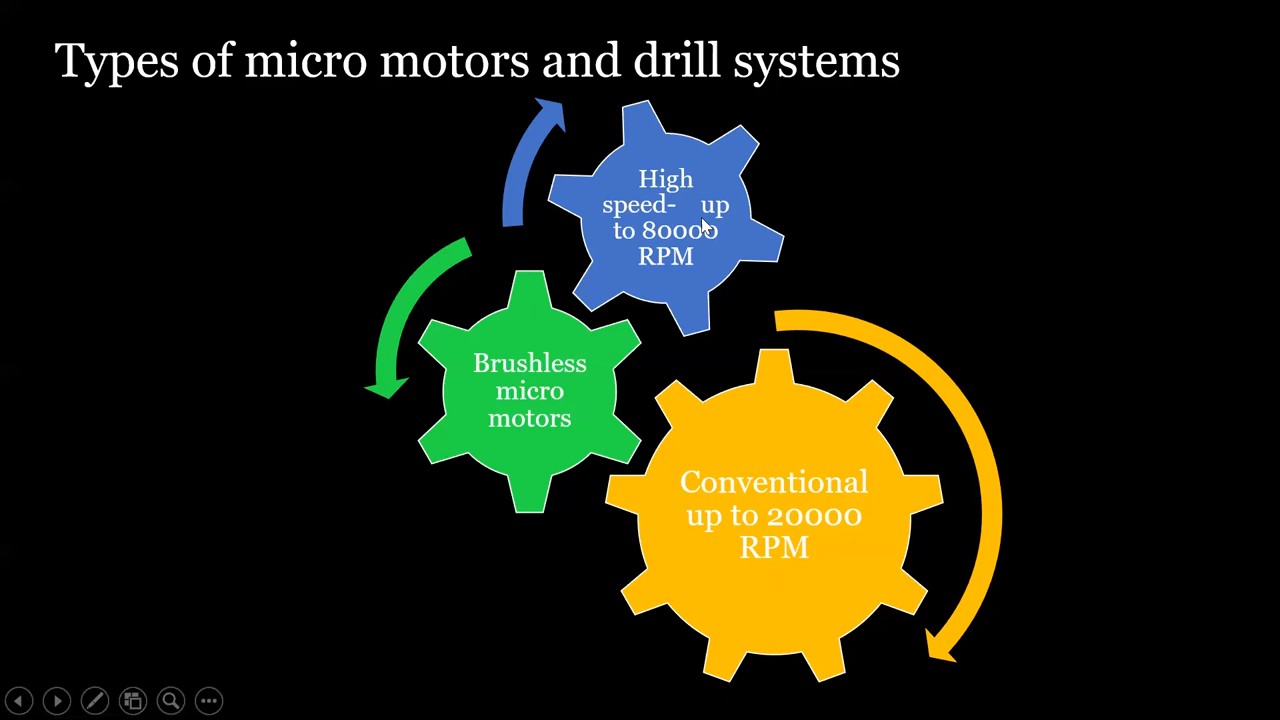 Types of micro motors and drill systems
High
speed- up
to 80000
RPM
Brushless
micro
motors
Conventional
up to 20000
RPM